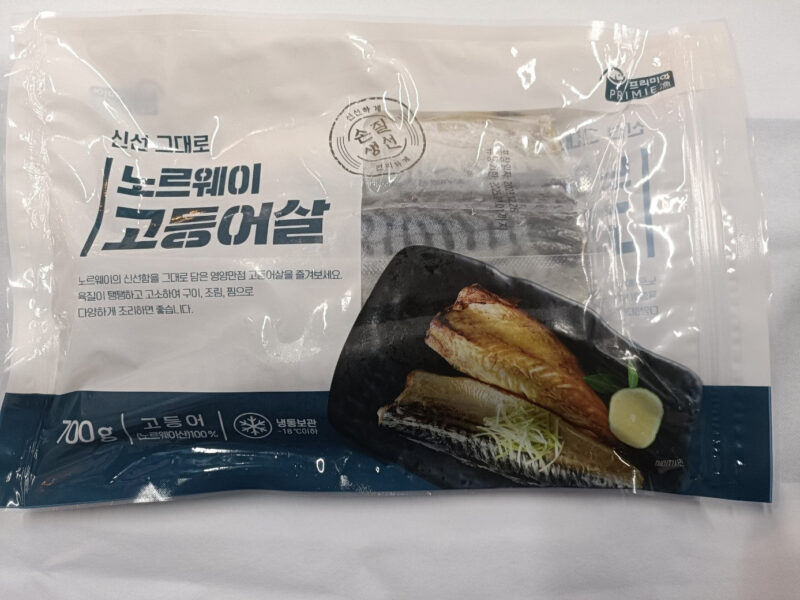 프리미어
PRIMIE
신선하게
손질
생선
신선 그대로
노르웨이
고등어살
노르웨이의 신선함을 그대로 담은 영양만점 고등어살을 즐겨보세요.
육질이 탱탱하고 고소하여 구이, 조림, 찜으로
다양하게 조리하면 좋습니다.
700g
고등어
(노르웨이산)100%
냉동보관
-18℃이하